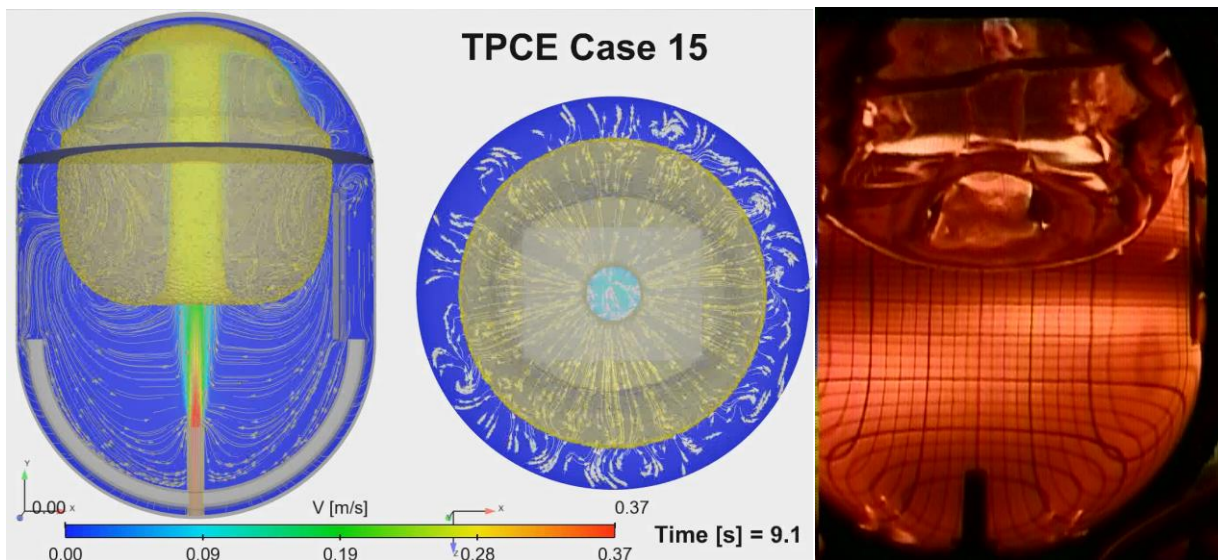 TPCE Case 15
Y
X
0.00
V [m/s]
X
Z
0.37
Time [s] = 9.1
0.00
0.09
0.19
0.28
0.37